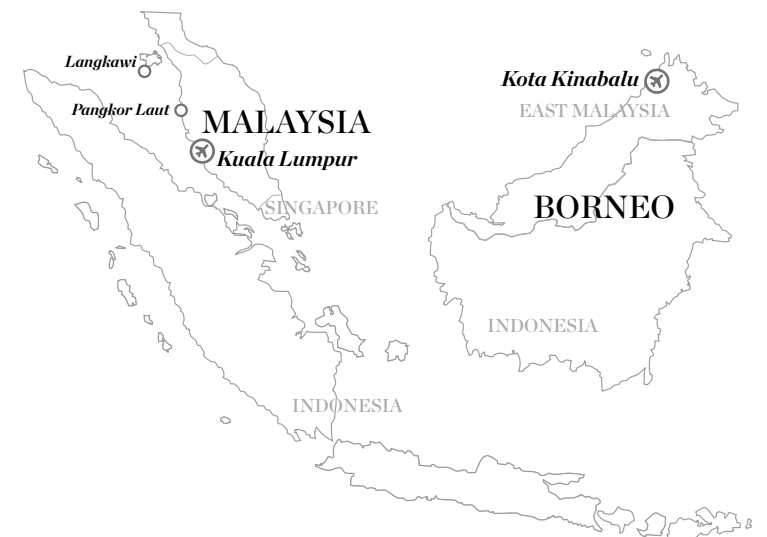 Langkawi
Kota Kinabalu
Pangkor Laut
EAST MALAYSIA
MALAYSIA
Kuala Lumpur
SINGAPORE
BORNEO
INDONESIA
INDONESIA